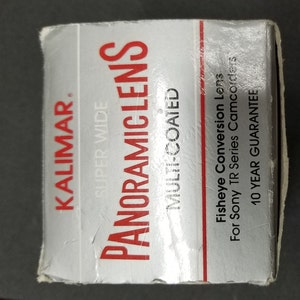 KALIMAR®
SUPER WIDE
PANORAMIC LENS
MULTI-COATED
Fisheye Conversion Lens
For Sony TR Series Camcorders
10 YEAR GUARANTEE